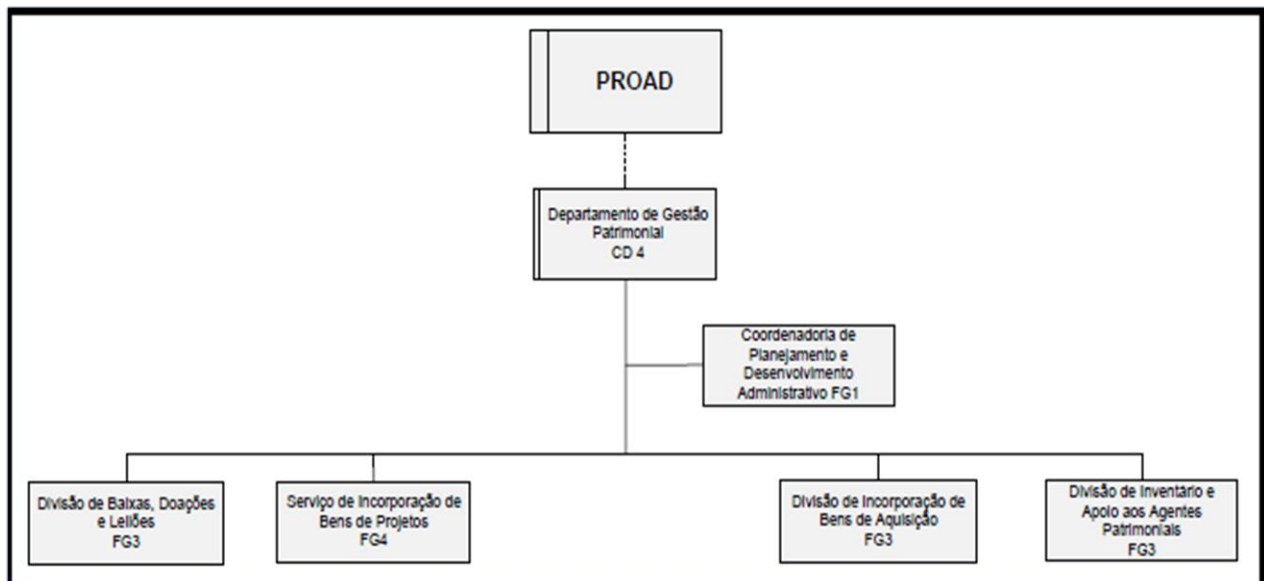 PROAD
Departamento de Gestão
Patrimonial
CD 4
Coordenadoria de
Planejamento e
Desenvolvimento
Administrativo FG1
Divisão de Baixas, Doações
e Leilões
FG3
Serviço de Incorporação de
Bens de Projetos
FG4
Divisão de Incorporação de
Bens de Aquisição
FG3
Divisão de Inventário e
Apoio aos Agentes
Patrimoniais
FG3